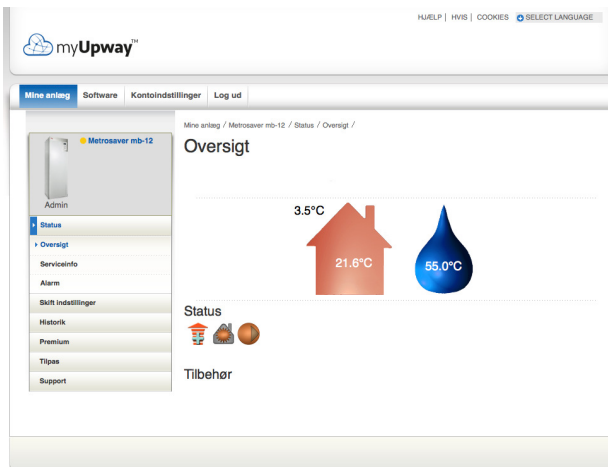 HJÆLP | HVIS | COOKIES SELECT LANGUAGE
myUpway™
Mine anlæg Software Kontoindstillinger Log ud
Mine anlæg / Metrosaver mb-12 / Status / Oversigt /
Metrosaver mb-12
Admin
Status
Oversigt
Serviceinfo
Alarm
Skift indstillinger
Historik
Premium
Tilpas
Support
Oversigt
3.5°C
21.6°C
55.0°C
Status
Tilbehør